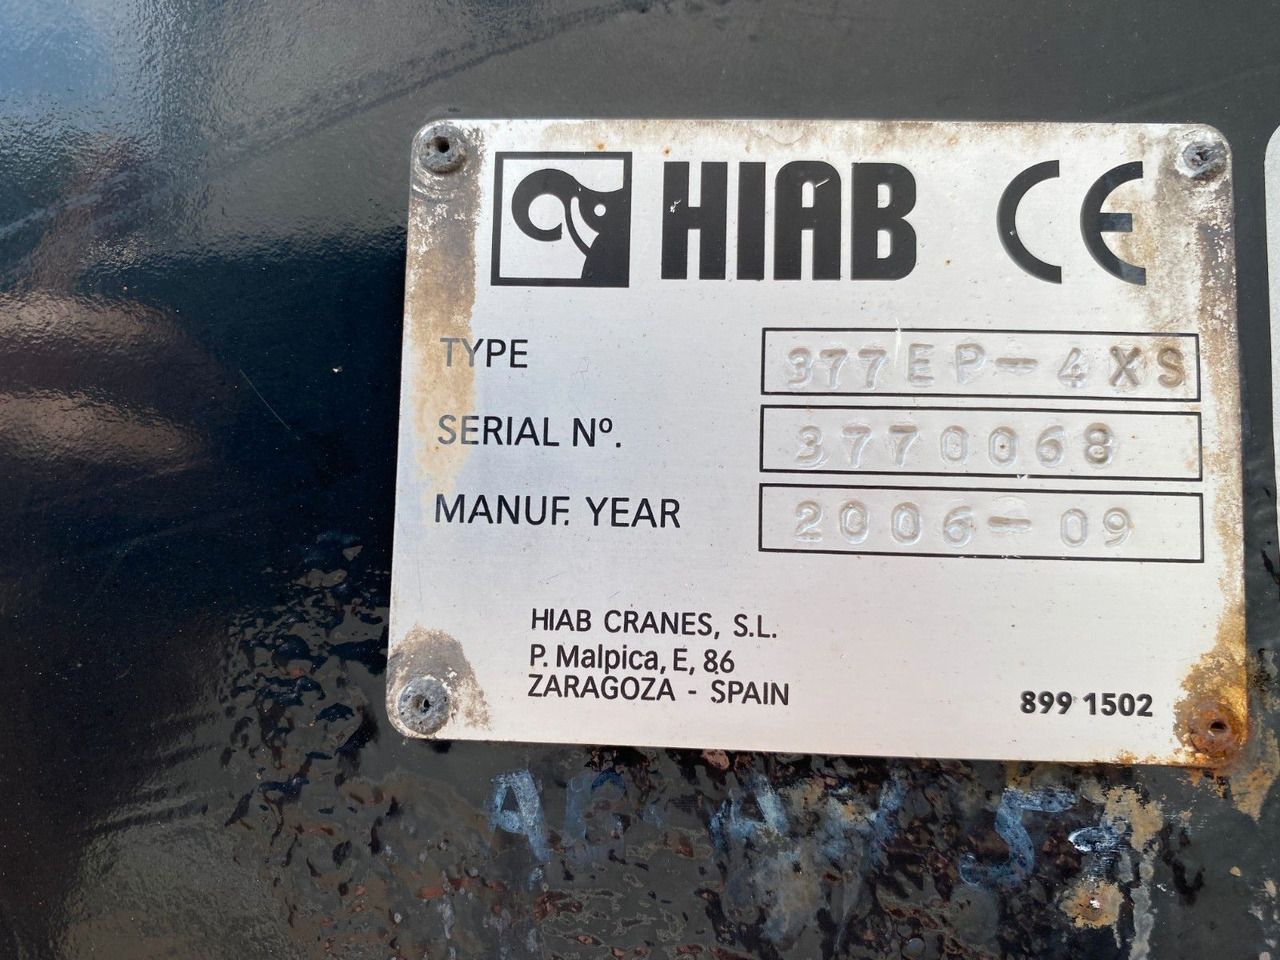 HIAB CE
TYPE 377EP-4XS
SERIAL Nº. 3770068
MANUF. YEAR 2006-09
HIAB CRANES, S.L.
P. Malpica, E, 86
ZARAGOZA - SPAIN
899 1502